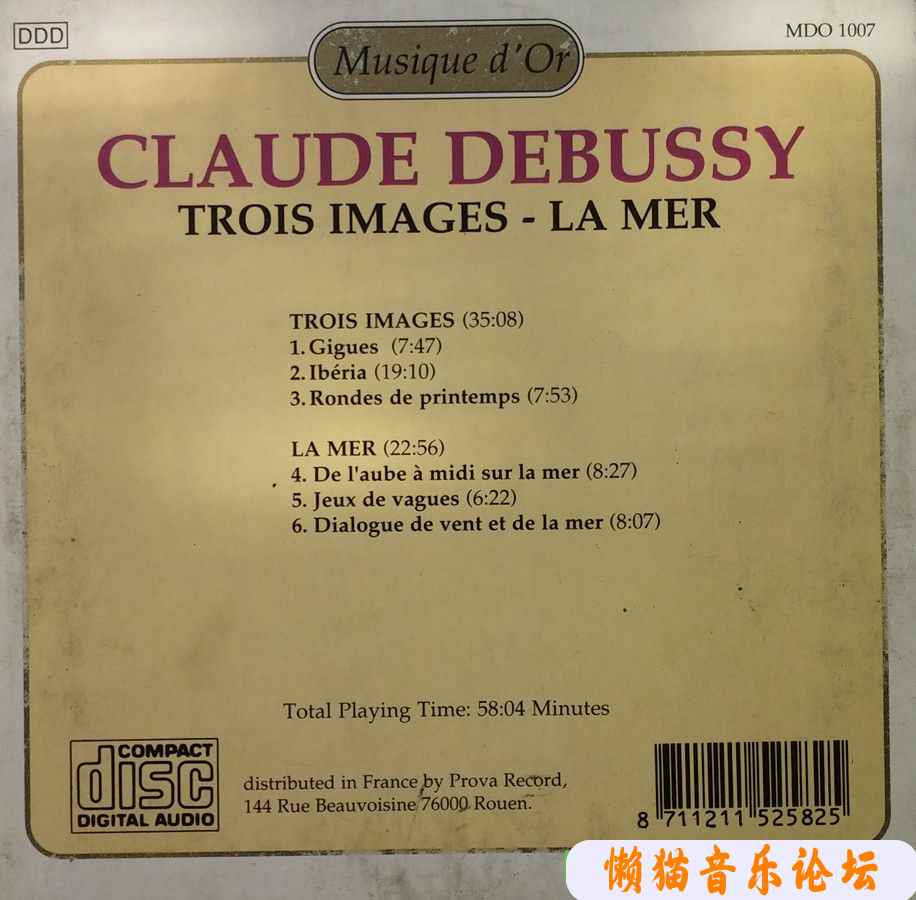 DDD
MDO 1007
Musique d'Or
CLAUDE DEBUSSY
TROIS IMAGES - LA MER
TROIS IMAGES (35:08)
1. Gigues (7:47)
2. Ibéria (19:10)
3. Rondes de printemps (7:53)
LA MER (22:56)
4. De l'aube à midi sur la mer (8:27)
5. Jeux de vagues (6:22)
6. Dialogue de vent et de la mer (8:07)
Total Playing Time: 58:04 Minutes
COMPACT
disc
DIGITAL AUDIO
distributed in France by Prova Record,
144 Rue Beauvoisine 76000 Rouen.
8 711211 525825
懒猫音乐论坛